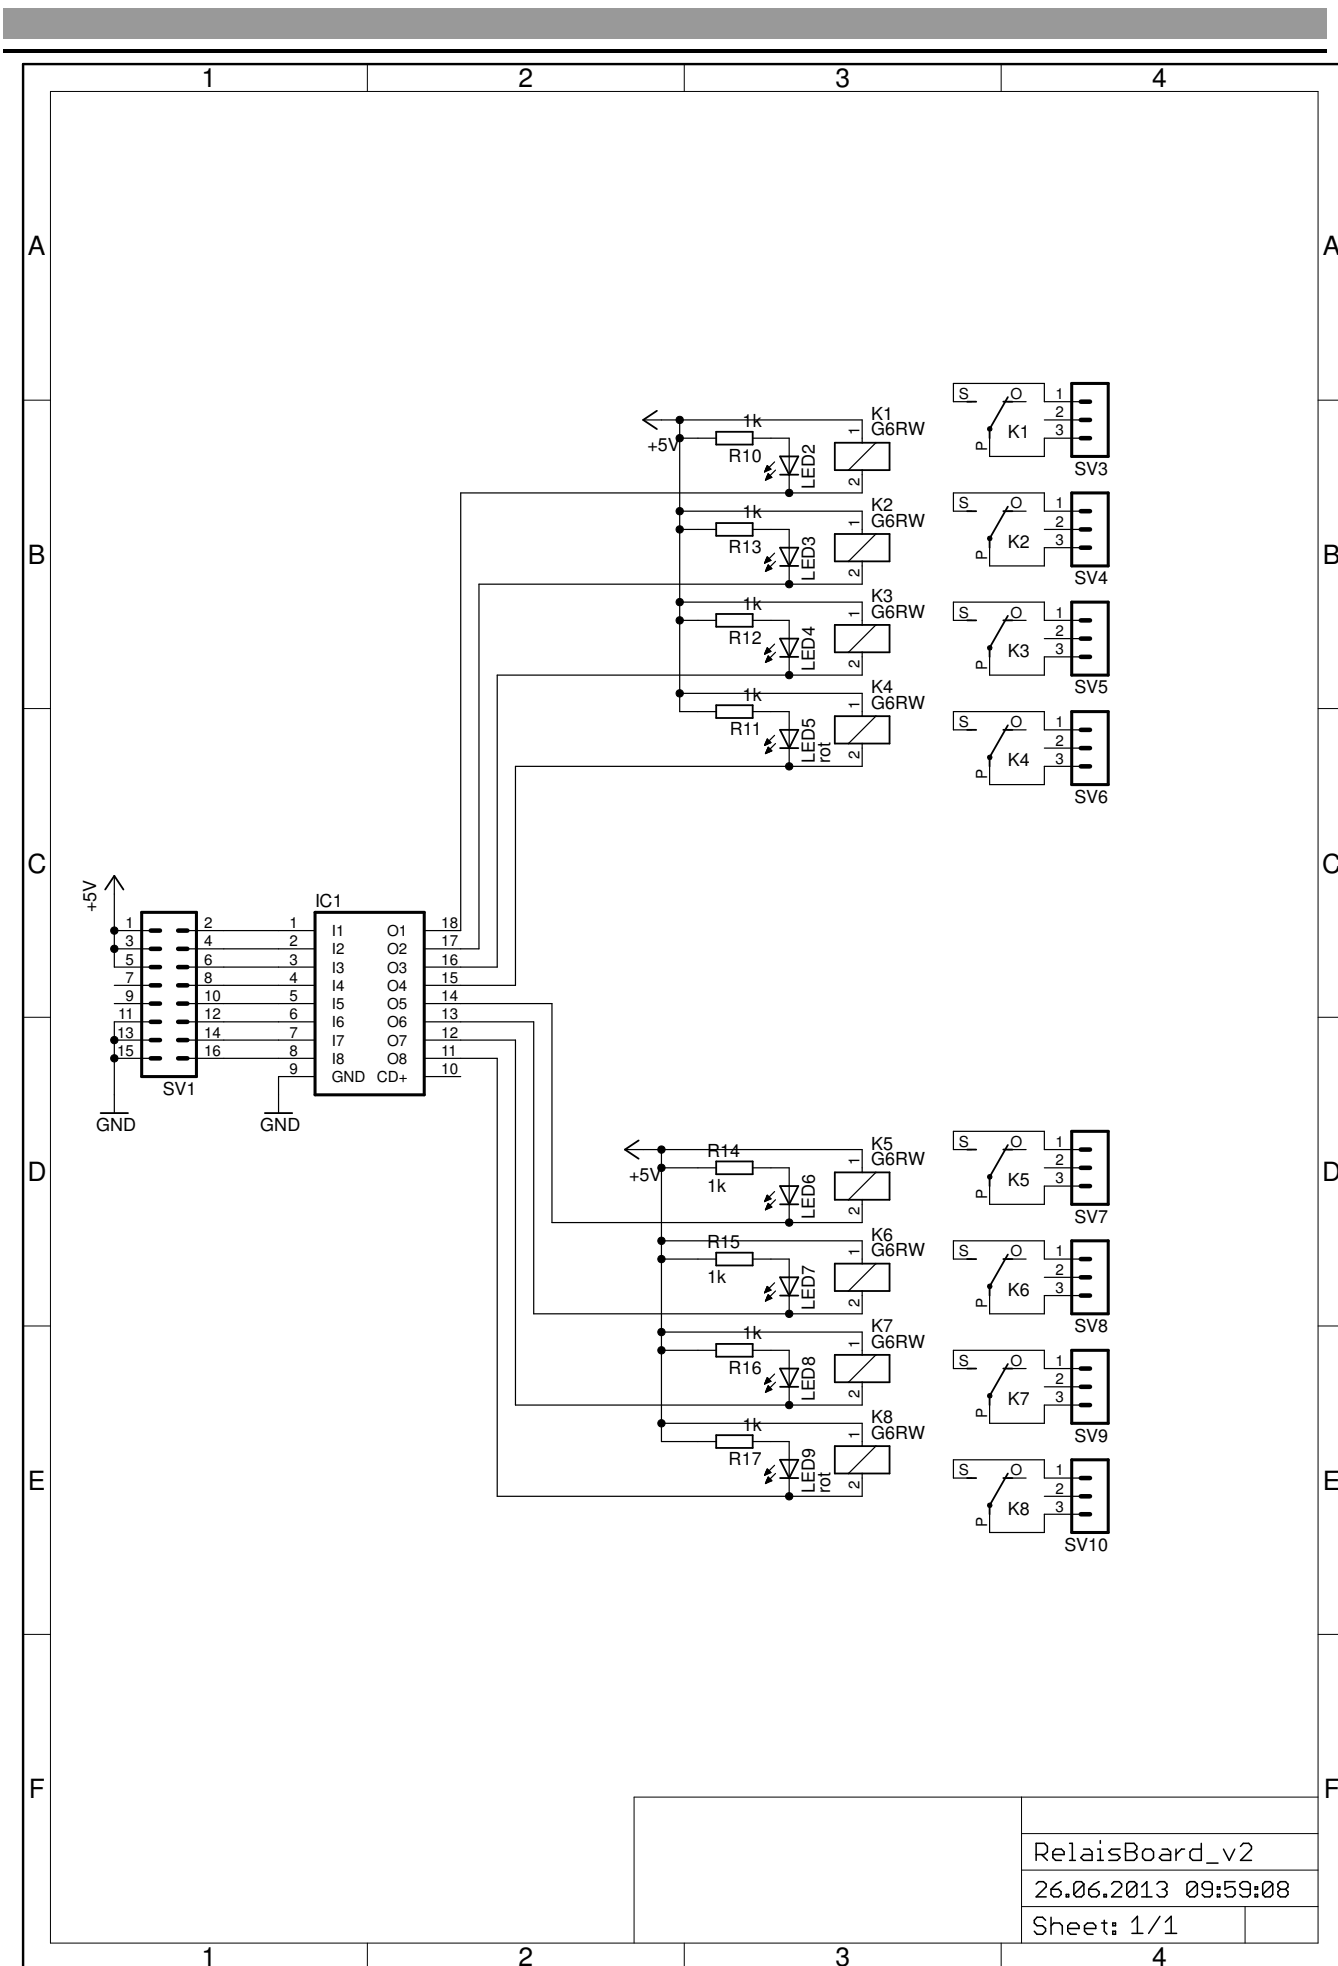 1 2 3 4
A A
S O 1
2
P K1 3
SV3
K1
G6RW
1k
+5V
R10
LED2
1
2
S O 1
2
P K2 3
SV4
K2
G6RW
1k
R13
LED3
1
2
B B
S O 1
2
P K3 3
SV5
K3
G6RW
1k
R12
LED4
1
2
S O 1
2
P K4 3
SV6
K4
G6RW
1k
R11
LED5
rot
1
2
C C
+5V
IC1
1 2 1 I1 O1 18
3 4 2 I2 O2 17
5 6 3 I3 O3 16
7 8 4 I4 O4 15
9 10 5 I5 O5 14
11 12 6 I6 O6 13
13 14 7 I7 O7 12
15 16 8 I8 O8 11
9 GND CD+ 10
SV1
GND GND
D D
K5
G6RW
R14
+5V
1k
LED6
1
2
S O 1
2
P K5 3
SV7
K6
G6RW
R15
1k
LED7
1
2
S O 1
2
P K6 3
SV8
K7
G6RW
1k
R16
LED8
1
2
S O 1
2
P K7 3
SV9
K8
G6RW
1k
R17
LED9
rot
1
2
S O 1
2
P K8 3
SV10
E E
F F
RelaisBoard_v2
26.06.2013 09:59:08
Sheet: 1/1
1 2 3 4